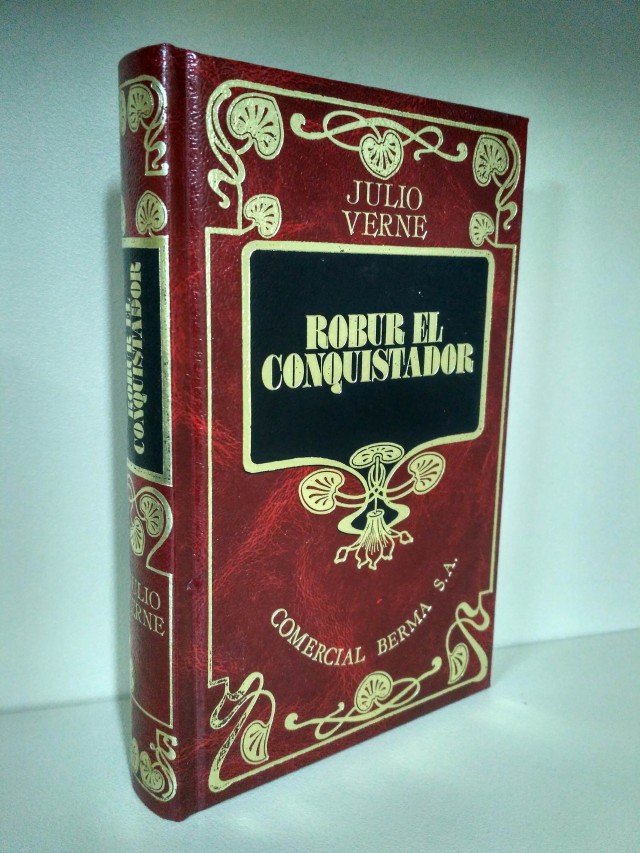 JULIO
VERNE
ROBUR EL
CONQUISTADOR
COMERCIAL BERMA S.A.
ROBUR EL
CONQUISTADOR
JULIO
VERNE